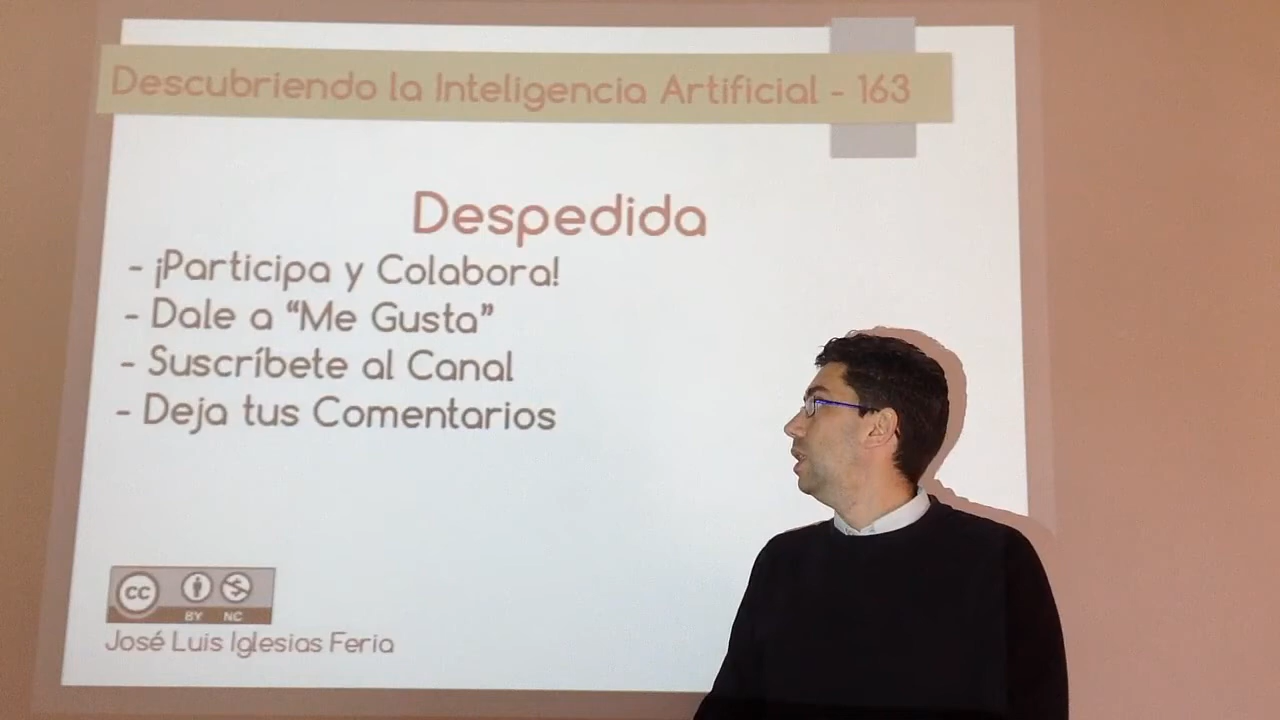 Descubriendo la Inteligencia Artificial - 163
Despedida
- ¡Participa y Colabora!
- Dale a “Me Gusta”
- Suscríbete al Canal
- Deja tus Comentarios
cc
BY NC
José Luis Iglesias Feria